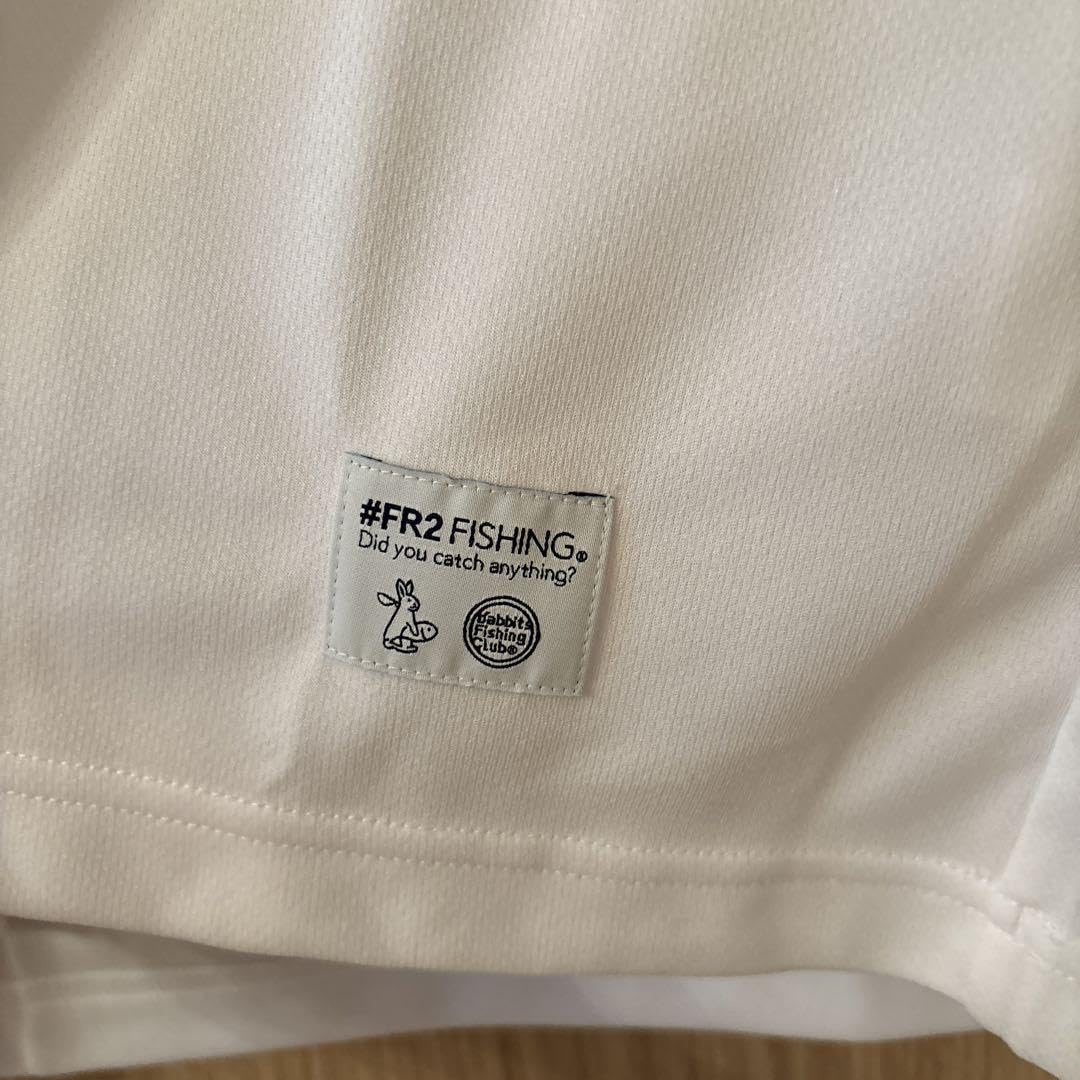 #FR2 FISHING®
Did you catch anything?
Rabbits
Fishing
Club®